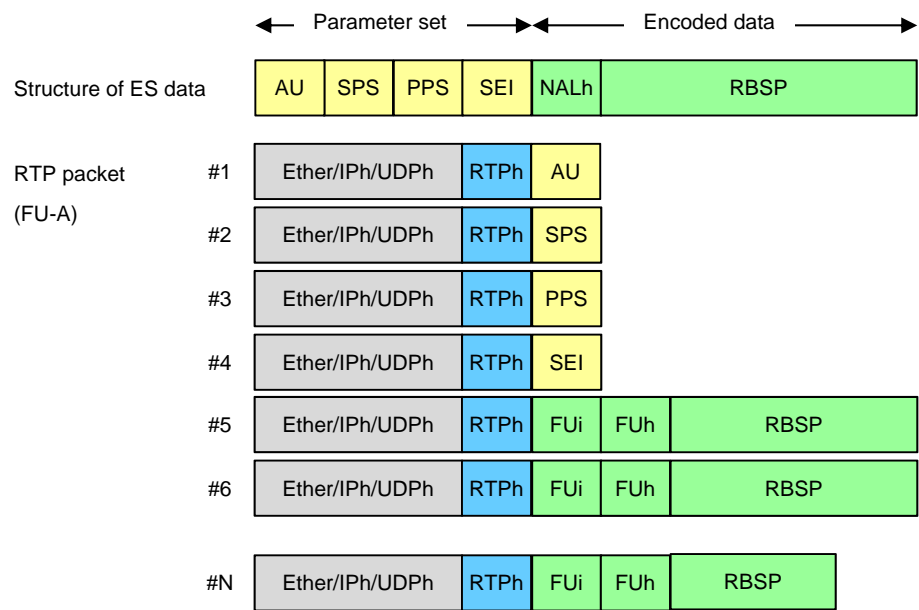 Parameter set Encoded data
Structure of ES data AU SPS PPS SEI NALh RBSP
RTP packet #1 Ether/IPh/UDPh RTPh AU
(FU-A)
#2 Ether/IPh/UDPh RTPh SPS
#3 Ether/IPh/UDPh RTPh PPS
#4 Ether/IPh/UDPh RTPh SEI
#5 Ether/IPh/UDPh RTPh FUi FUh RBSP
#6 Ether/IPh/UDPh RTPh FUi FUh RBSP
#N Ether/IPh/UDPh RTPh FUi FUh RBSP